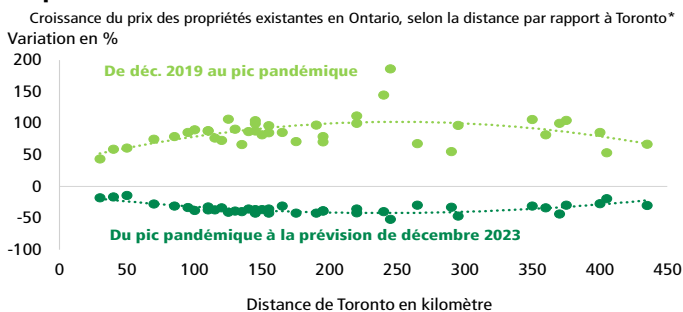 Croissance du prix des propriétés existantes en Ontario, selon la distance par rapport à Toronto*
Variation en %
200
150
100
50
0
-50
-100
De déc. 2019 au pic pandémique
Du pic pandémique à la prévision de décembre 2023
0 50 100 150 200 250 300 350 400 450
Distance de Toronto en kilomètre